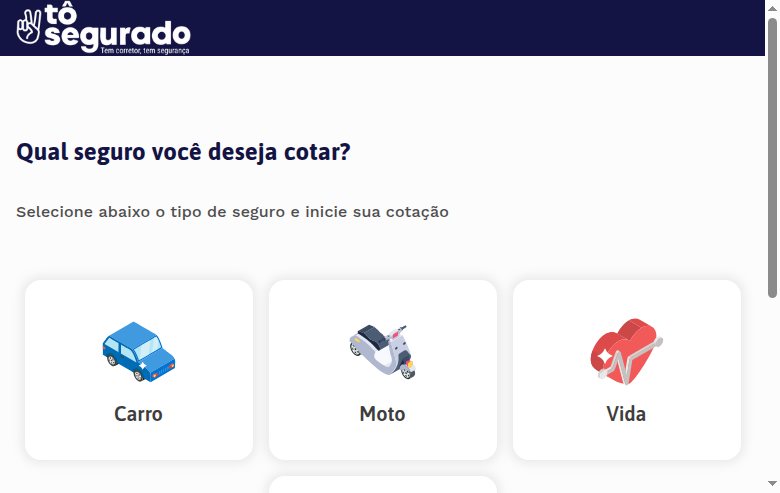 tô
segurado
Tem corretor, tem segurança
Qual seguro você deseja cotar?
Selecione abaixo o tipo de seguro e inicie sua cotação
Carro
Moto
Vida